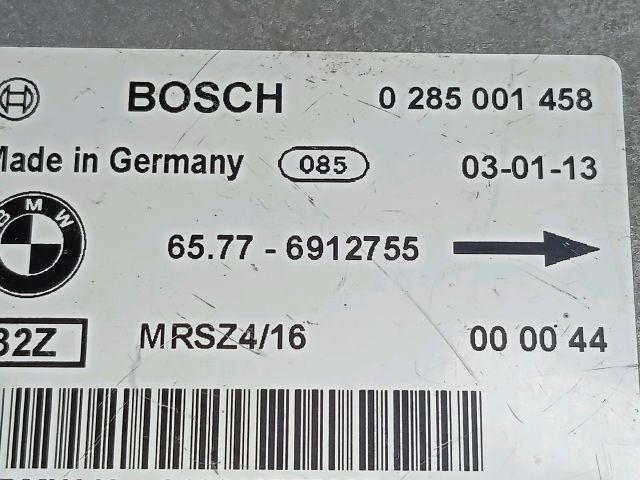 BOSCH 0 285 001 458
Made in Germany 085 03-01-13
BMW
65.77 - 6912755
32Z MRSZ4/16 00 00 44